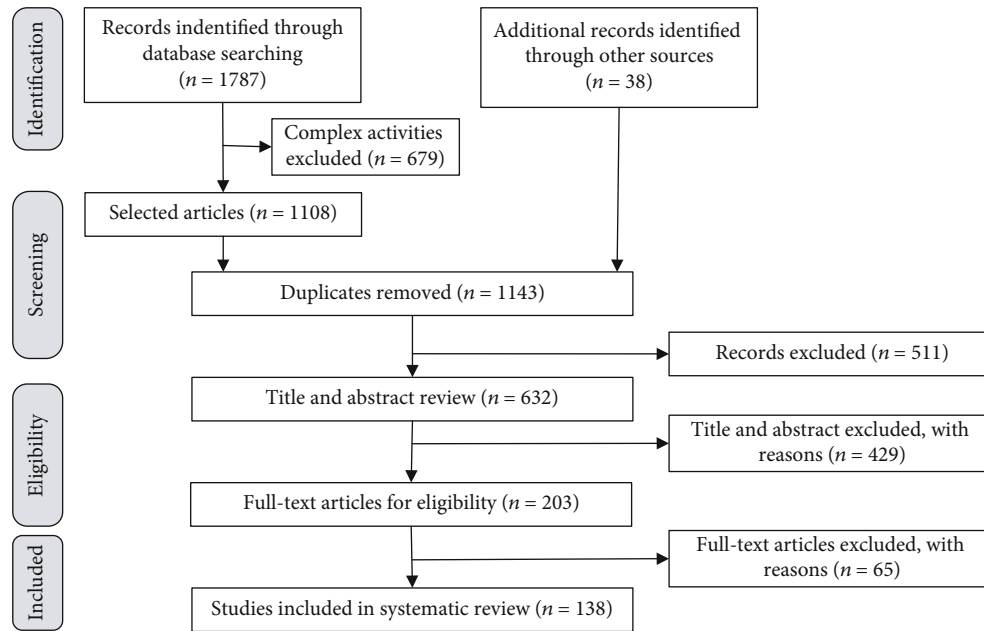 Identification
Records indentified through
database searching
(n = 1787)
Additional records identified
through other sources
(n = 38)
Complex activities
excluded (n = 679)
Screening
Selected articles (n = 1108)
Duplicates removed (n = 1143)
Records excluded (n = 511)
Eligibility
Title and abstract review (n = 632)
Title and abstract excluded, with
reasons (n = 429)
Full-text articles for eligibility (n = 203)
Included
Full-text articles excluded, with
reasons (n = 65)
Studies included in systematic review (n = 138)